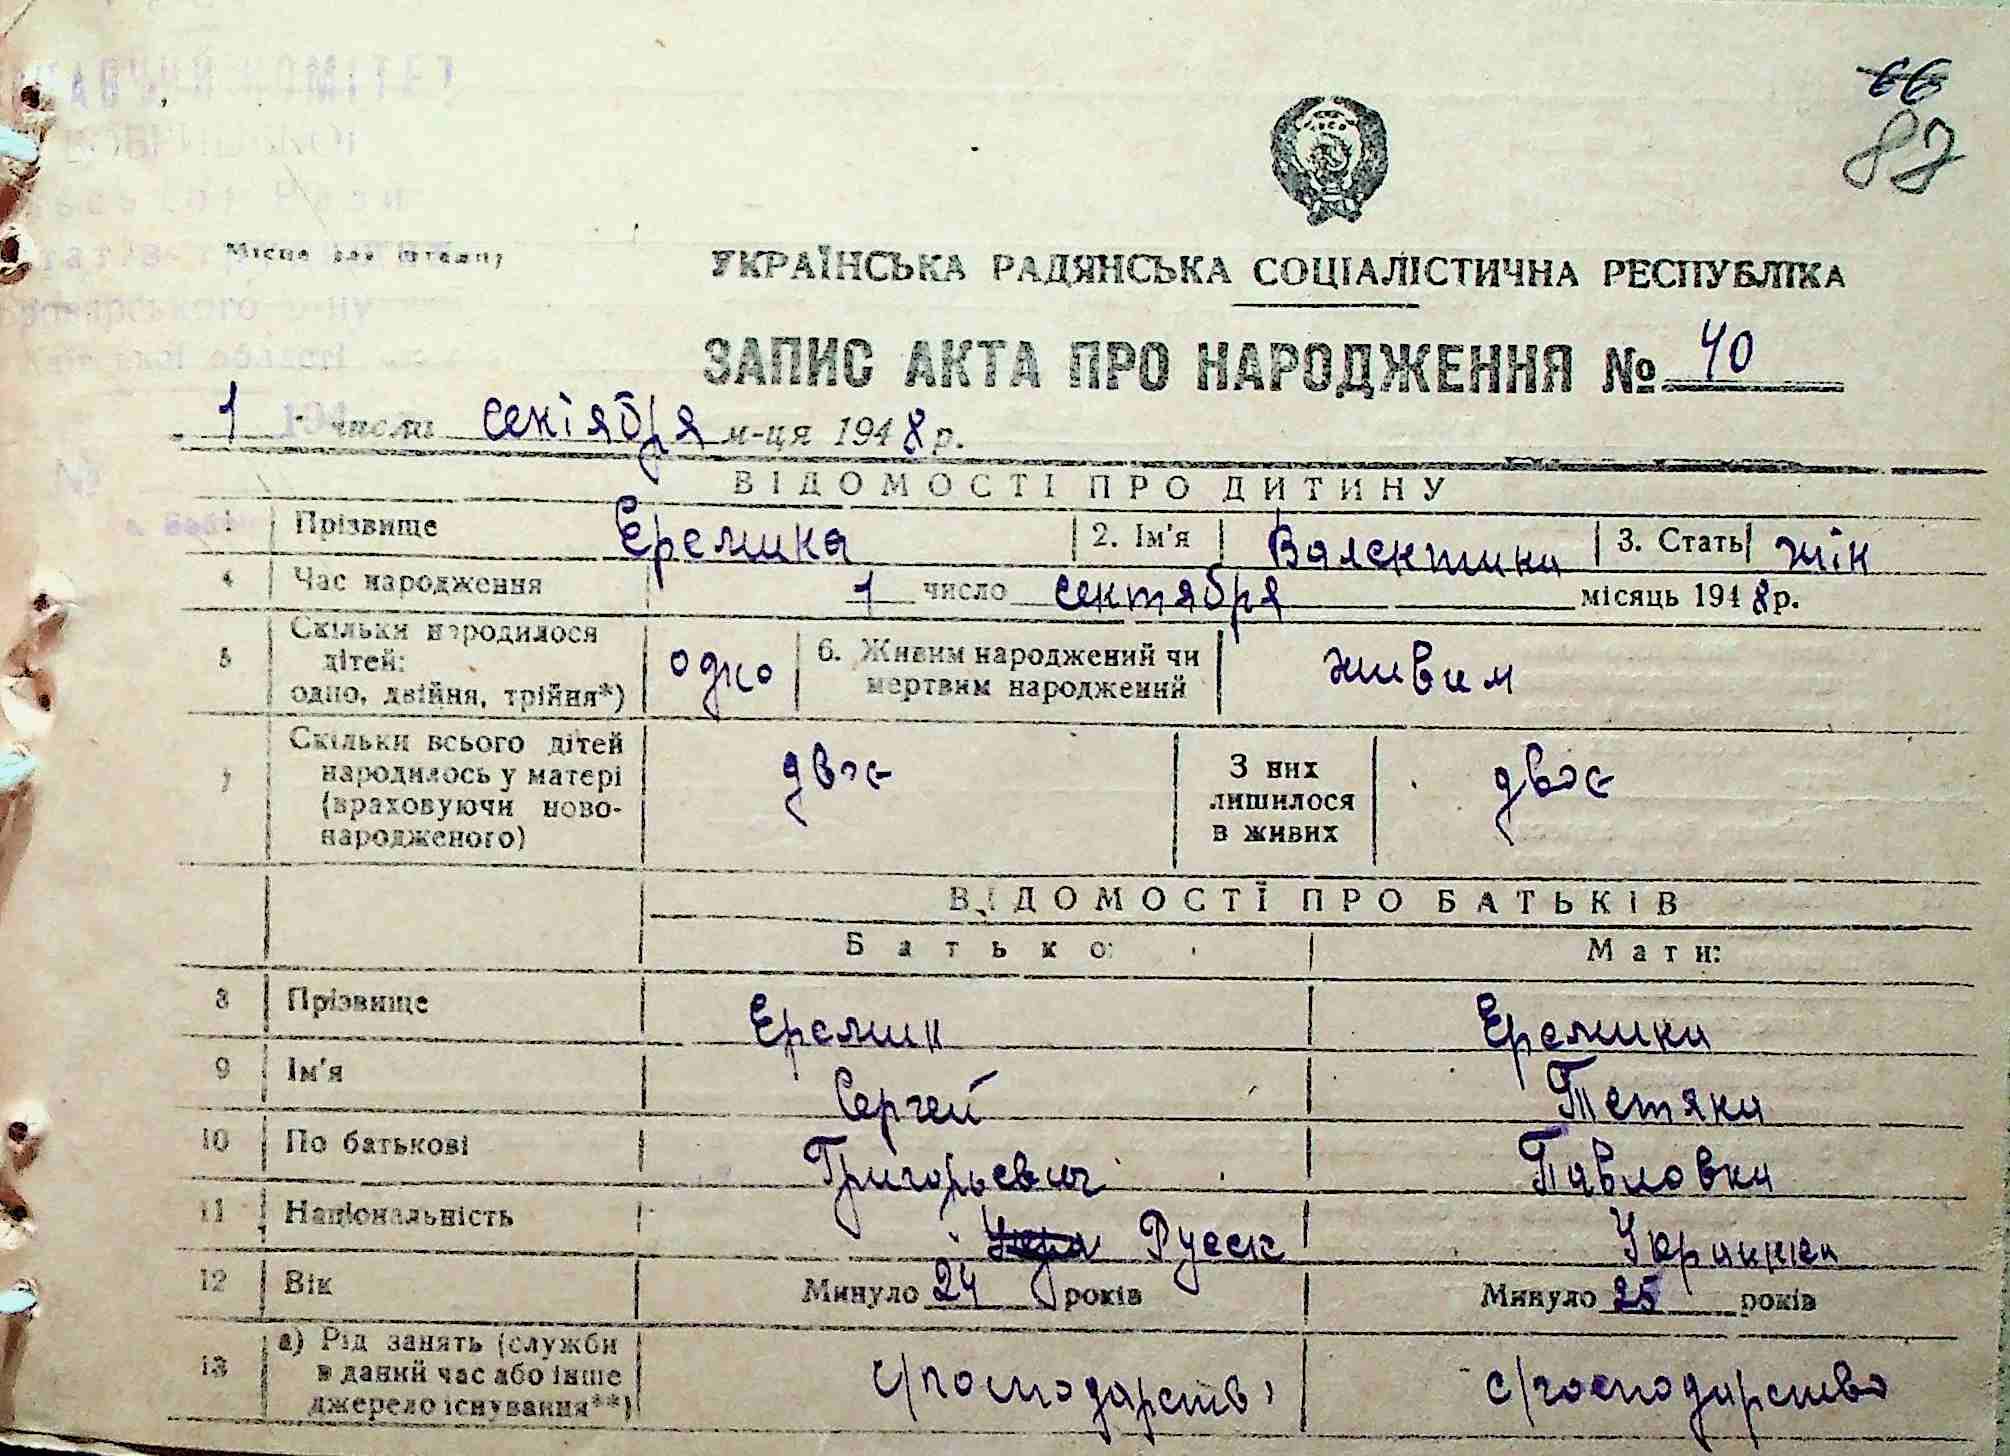 66
87
Місце для штампу
УКРАЇНСЬКА РАДЯНСЬКА СОЦІАЛІСТИЧНА РЕСПУБЛІКА
ЗАПИС АКТА ПРО НАРОДЖЕННЯ № 40
1 числа сентября м-ця 1948 р.
ВІДОМОСТІ ПРО ДИТИНУ
1 Прізвище Еремина 2. Ім'я Валентина 3. Стать жін
4 Час народження 1 число сентября місяць 1948 р.
5 Скільки народилося дітей: одно, двійня, трійня*) одно 6. Живим народжений чи мертвим народжений живим
7 Скільки всього дітей народилось у матері (враховуючи новонародженого) двоє З них лишилося в живих двоє
ВІДОМОСТІ ПРО БАТЬКІВ
Батько: Мати:
8 Прізвище Еремин Еремина
9 Ім'я Сергей Тетяна
10 По батькові Григорьевич Павловна
11 Національність Укра Русск Украинка
12 Вік Минуло 24 років Минуло 25 років
13 а) Рід занять (служби в даний час або інше джерело існування**) с/господарство с/господарство